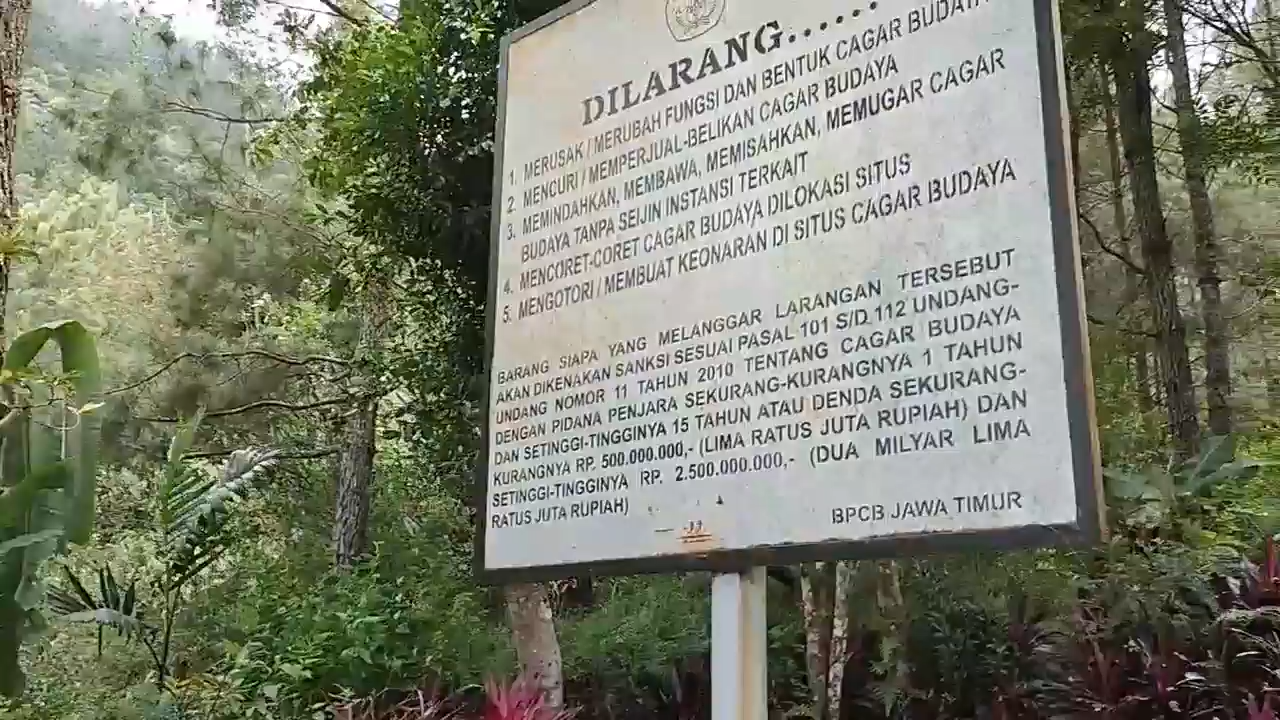 DILARANG......
1. MERUSAK / MERUBAH FUNGSI DAN BENTUK CAGAR BUDAYA
2. MENCURI / MEMPERJUAL-BELIKAN CAGAR BUDAYA
3. MEMINDAHKAN, MEMBAWA, MEMISAHKAN, MEMUGAR CAGAR
BUDAYA TANPA SEIJIN INSTANSI TERKAIT
4. MENCORET-CORET CAGAR BUDAYA DILOKASI SITUS
5. MENGOTORI / MEMBUAT KEONARAN DI SITUS CAGAR BUDAYA
BARANG SIAPA YANG MELANGGAR LARANGAN TERSEBUT
AKAN DIKENAKAN SANKSI SESUAI PASAL 101 S/D 112 UNDANG-
UNDANG NOMOR 11 TAHUN 2010 TENTANG CAGAR BUDAYA
DENGAN PIDANA PENJARA SEKURANG-KURANGNYA 1 TAHUN
DAN SETINGGI-TINGGINYA 15 TAHUN ATAU DENDA SEKURANG-
KURANGNYA RP. 500.000.000,- (LIMA RATUS JUTA RUPIAH) DAN
SETINGGI-TINGGINYA RP. 2.500.000.000,- (DUA MILYAR LIMA
RATUS JUTA RUPIAH)
BPCB JAWA TIMUR